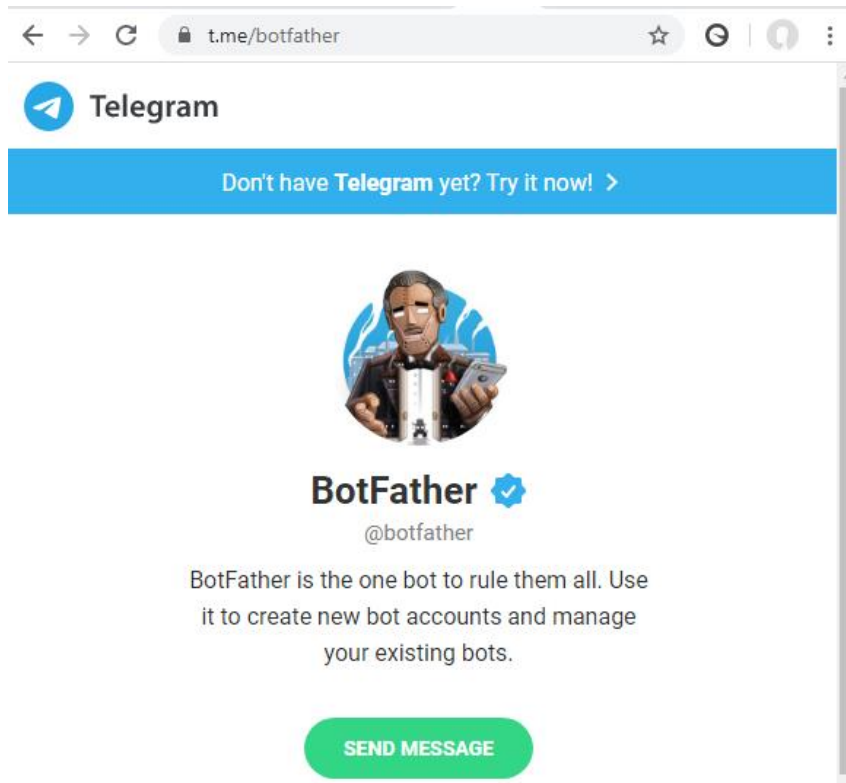 t.me/botfather
Telegram
Don't have Telegram yet? Try it now!
BotFather
@botfather
BotFather is the one bot to rule them all. Use
it to create new bot accounts and manage
your existing bots.
SEND MESSAGE